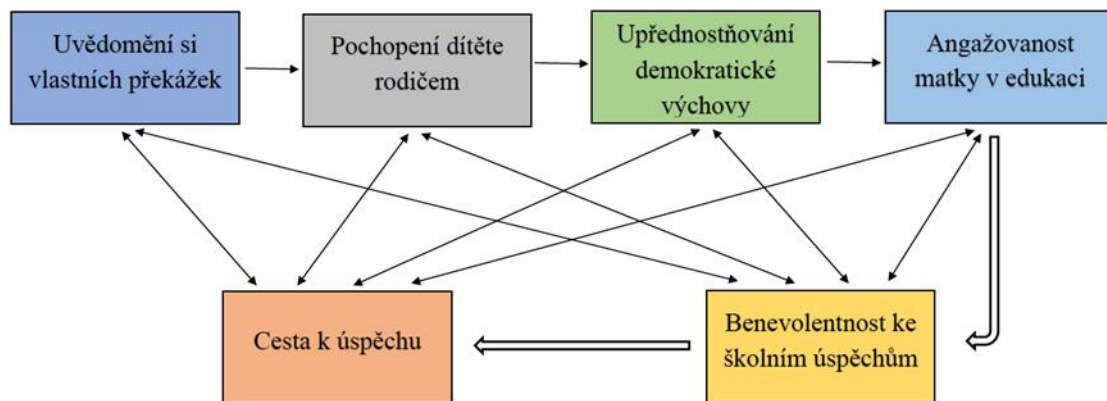 Uvědomění si
vlastních překážek
Pochopení dítěte
rodičem
Upřednostňování
demokratické
výchovy
Angažovanost
matky v edukaci
Cesta k úspěchu
Benevolentnost ke
školním úspěchům